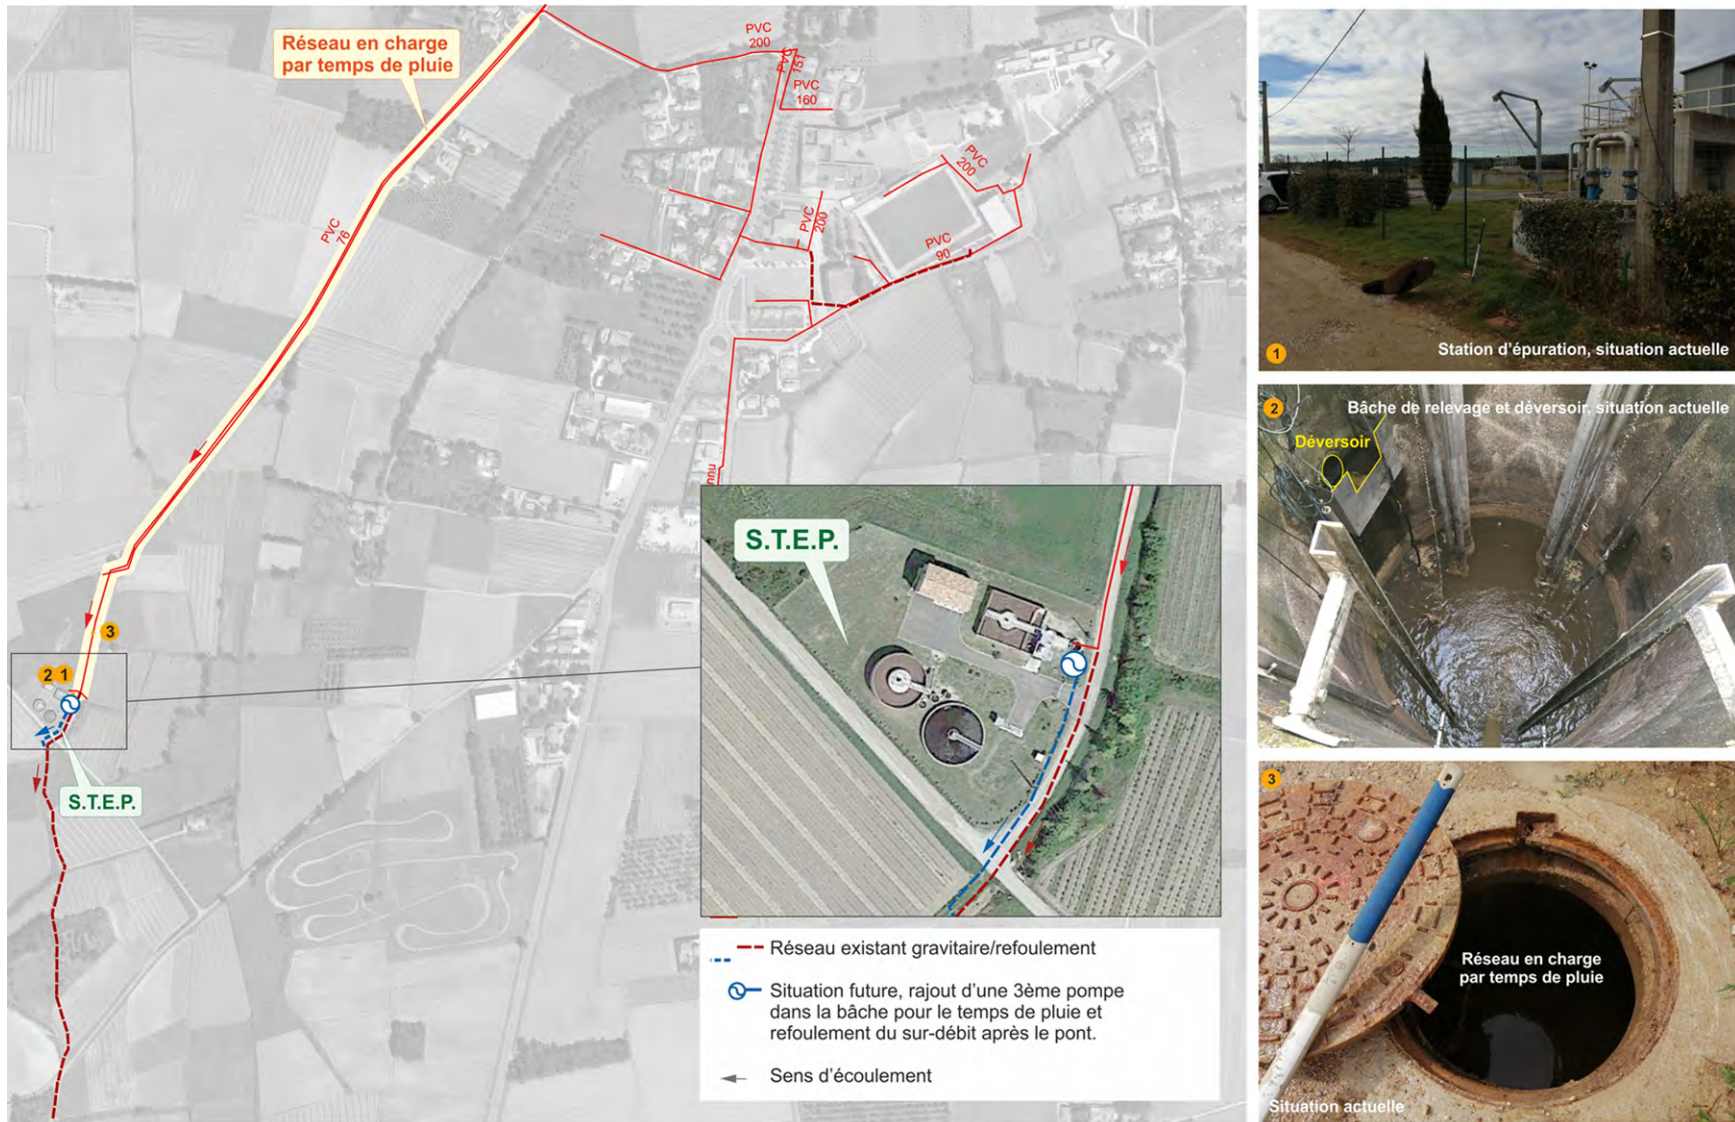 Réseau en charge
par temps de pluie
PVC
200
PVC
151
PVC
160
PVC
200
PVC
200
PVC
90
PVC
76
nnu
3
2
1
S.T.E.P.
S.T.E.P.
Réseau existant gravitaire/refoulement
Situation future, rajout d'une 3ème pompe
dans la bâche pour le temps de pluie et
refoulement du sur-débit après le pont.
Sens d'écoulement
1
Station d'épuration, situation actuelle
2
Bâche de relevage et déversoir, situation actuelle
Déversoir
3
Réseau en charge
par temps de pluie
Situation actuelle